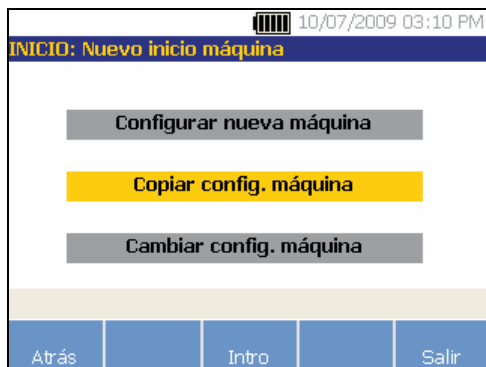 10/07/2009 03:10 PM
INICIO: Nuevo inicio máquina
Configurar nueva máquina
Copiar config. máquina
Cambiar config. máquina
Atrás Intro Salir